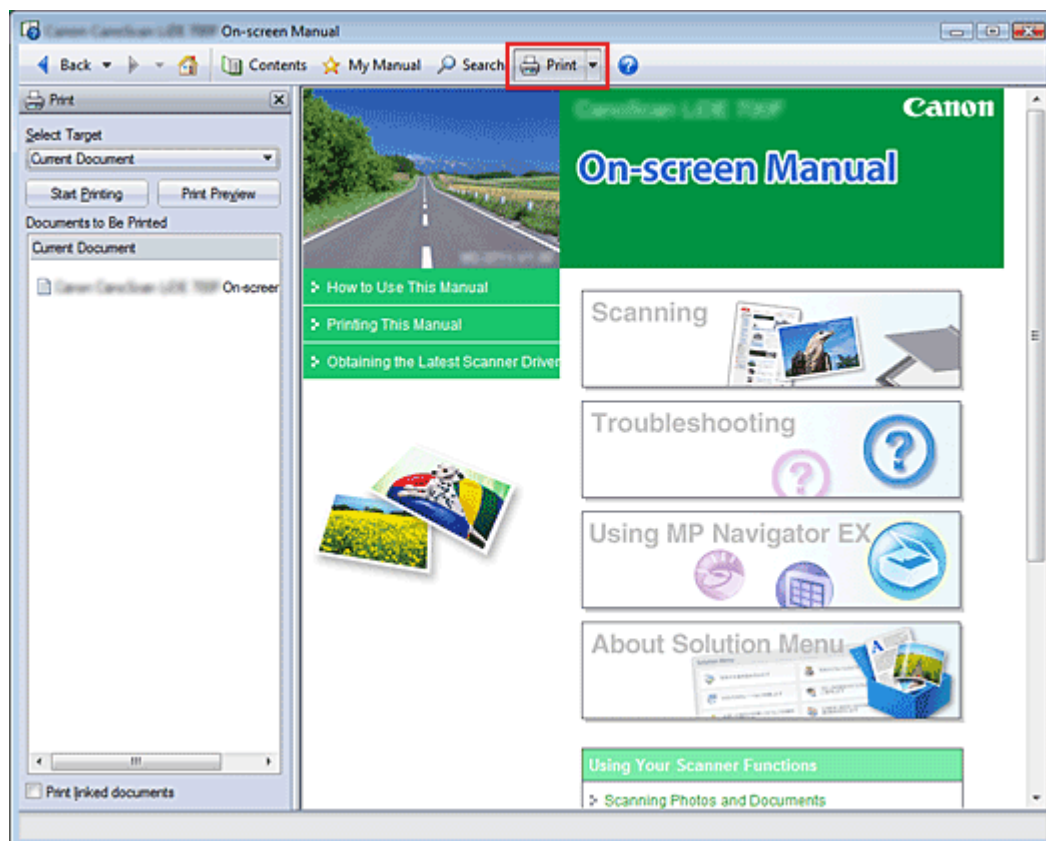 On-screen Manual
Back
Contents
My Manual
Search
Print
Print
Select Target
Current Document
Start Printing
Print Preview
Documents to Be Printed
Current Document
On-screen
Print linked documents
Canon
On-screen Manual
How to Use This Manual
Printing This Manual
Obtaining the Latest Scanner Driver
Scanning
Troubleshooting
Using MP Navigator EX
About Solution Menu
Using Your Scanner Functions
Scanning Photos and Documents